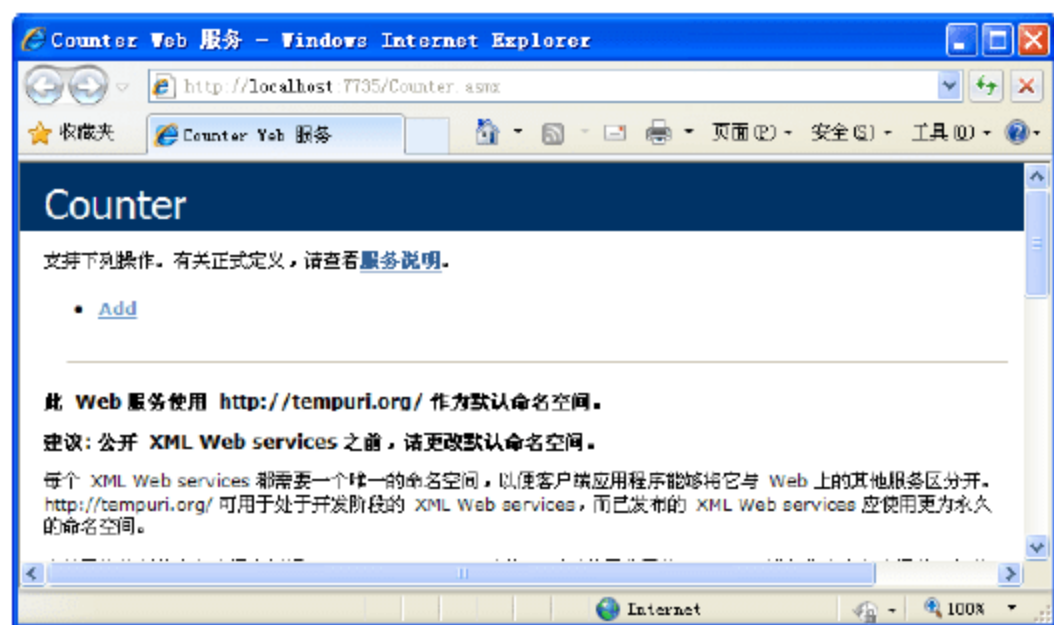 Counter Web 服务 - Windows Internet Explorer
http://localhost:7735/Counter.asmx
收藏夹
Counter Web 服务
页面(P)
安全(S)
工具(O)
Counter
支持下列操作。有关正式定义，请查看服务说明。
• Add
此 Web 服务使用 http://tempuri.org/ 作为默认命名空间。
建议: 公开 XML Web services 之前，请更改默认命名空间。
每个 XML Web services 都需要一个唯一的命名空间，以便客户端应用程序能够将它与 Web 上的其他服务区分开。
http://tempuri.org/ 可用于处于开发阶段的 XML Web services，而已发布的 XML Web services 应使用更为永久
的命名空间。
Internet
100%